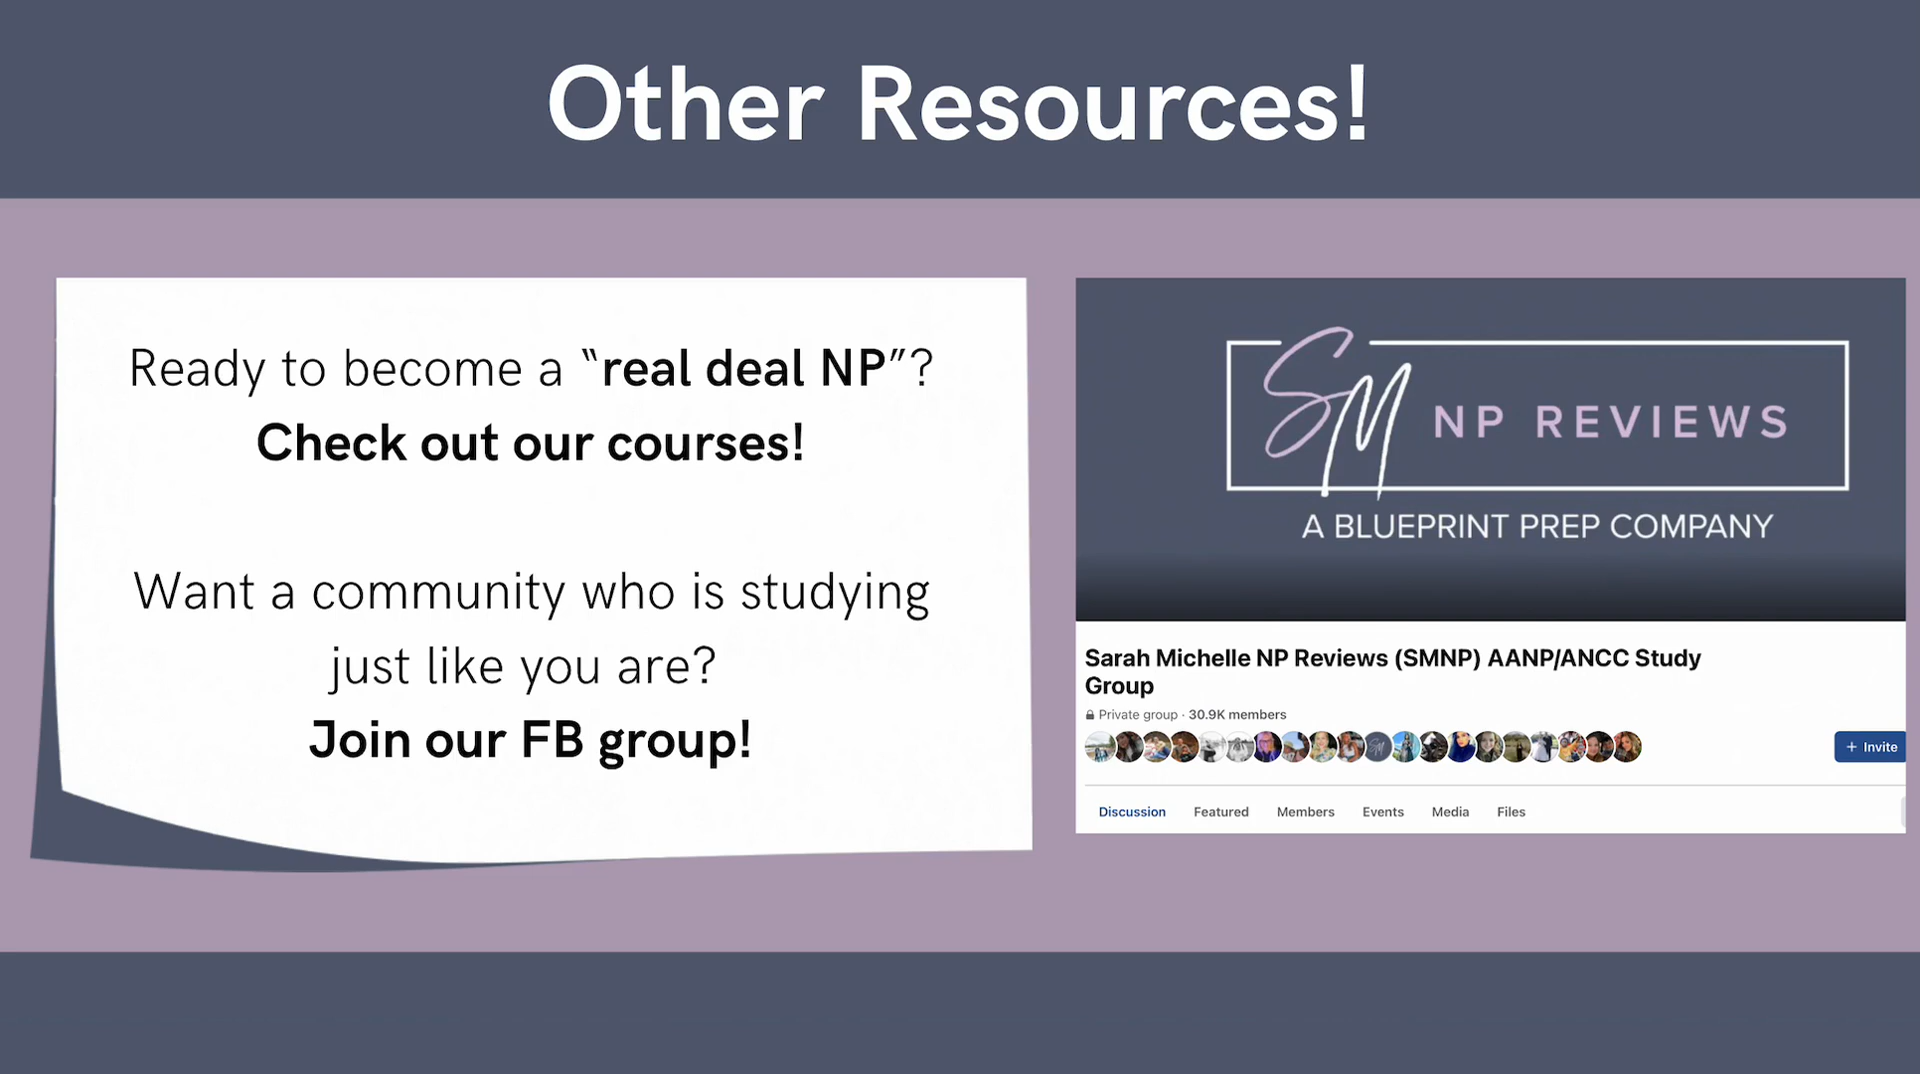 Other Resources!
Ready to become a “real deal NP”?
Check out our courses!
Want a community who is studying
just like you are?
Join our FB group!
SM NP REVIEWS
A BLUEPRINT PREP COMPANY
Sarah Michelle NP Reviews (SMNP) AANP/ANCC Study
Group
Private group · 30.9K members
SM
+ Invite
Discussion Featured Members Events Media Files